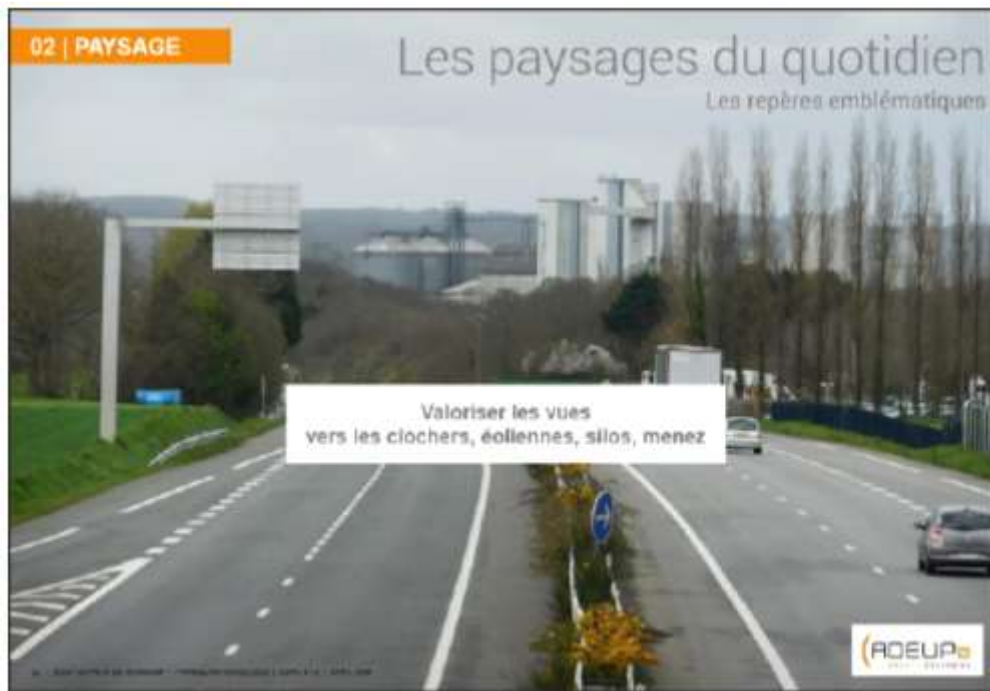 02 | PAYSAGE
Les paysages du quotidien
Les repères emblématiques
Valoriser les vues
vers les clochers, éoliennes, silos, menez
ADEUPa